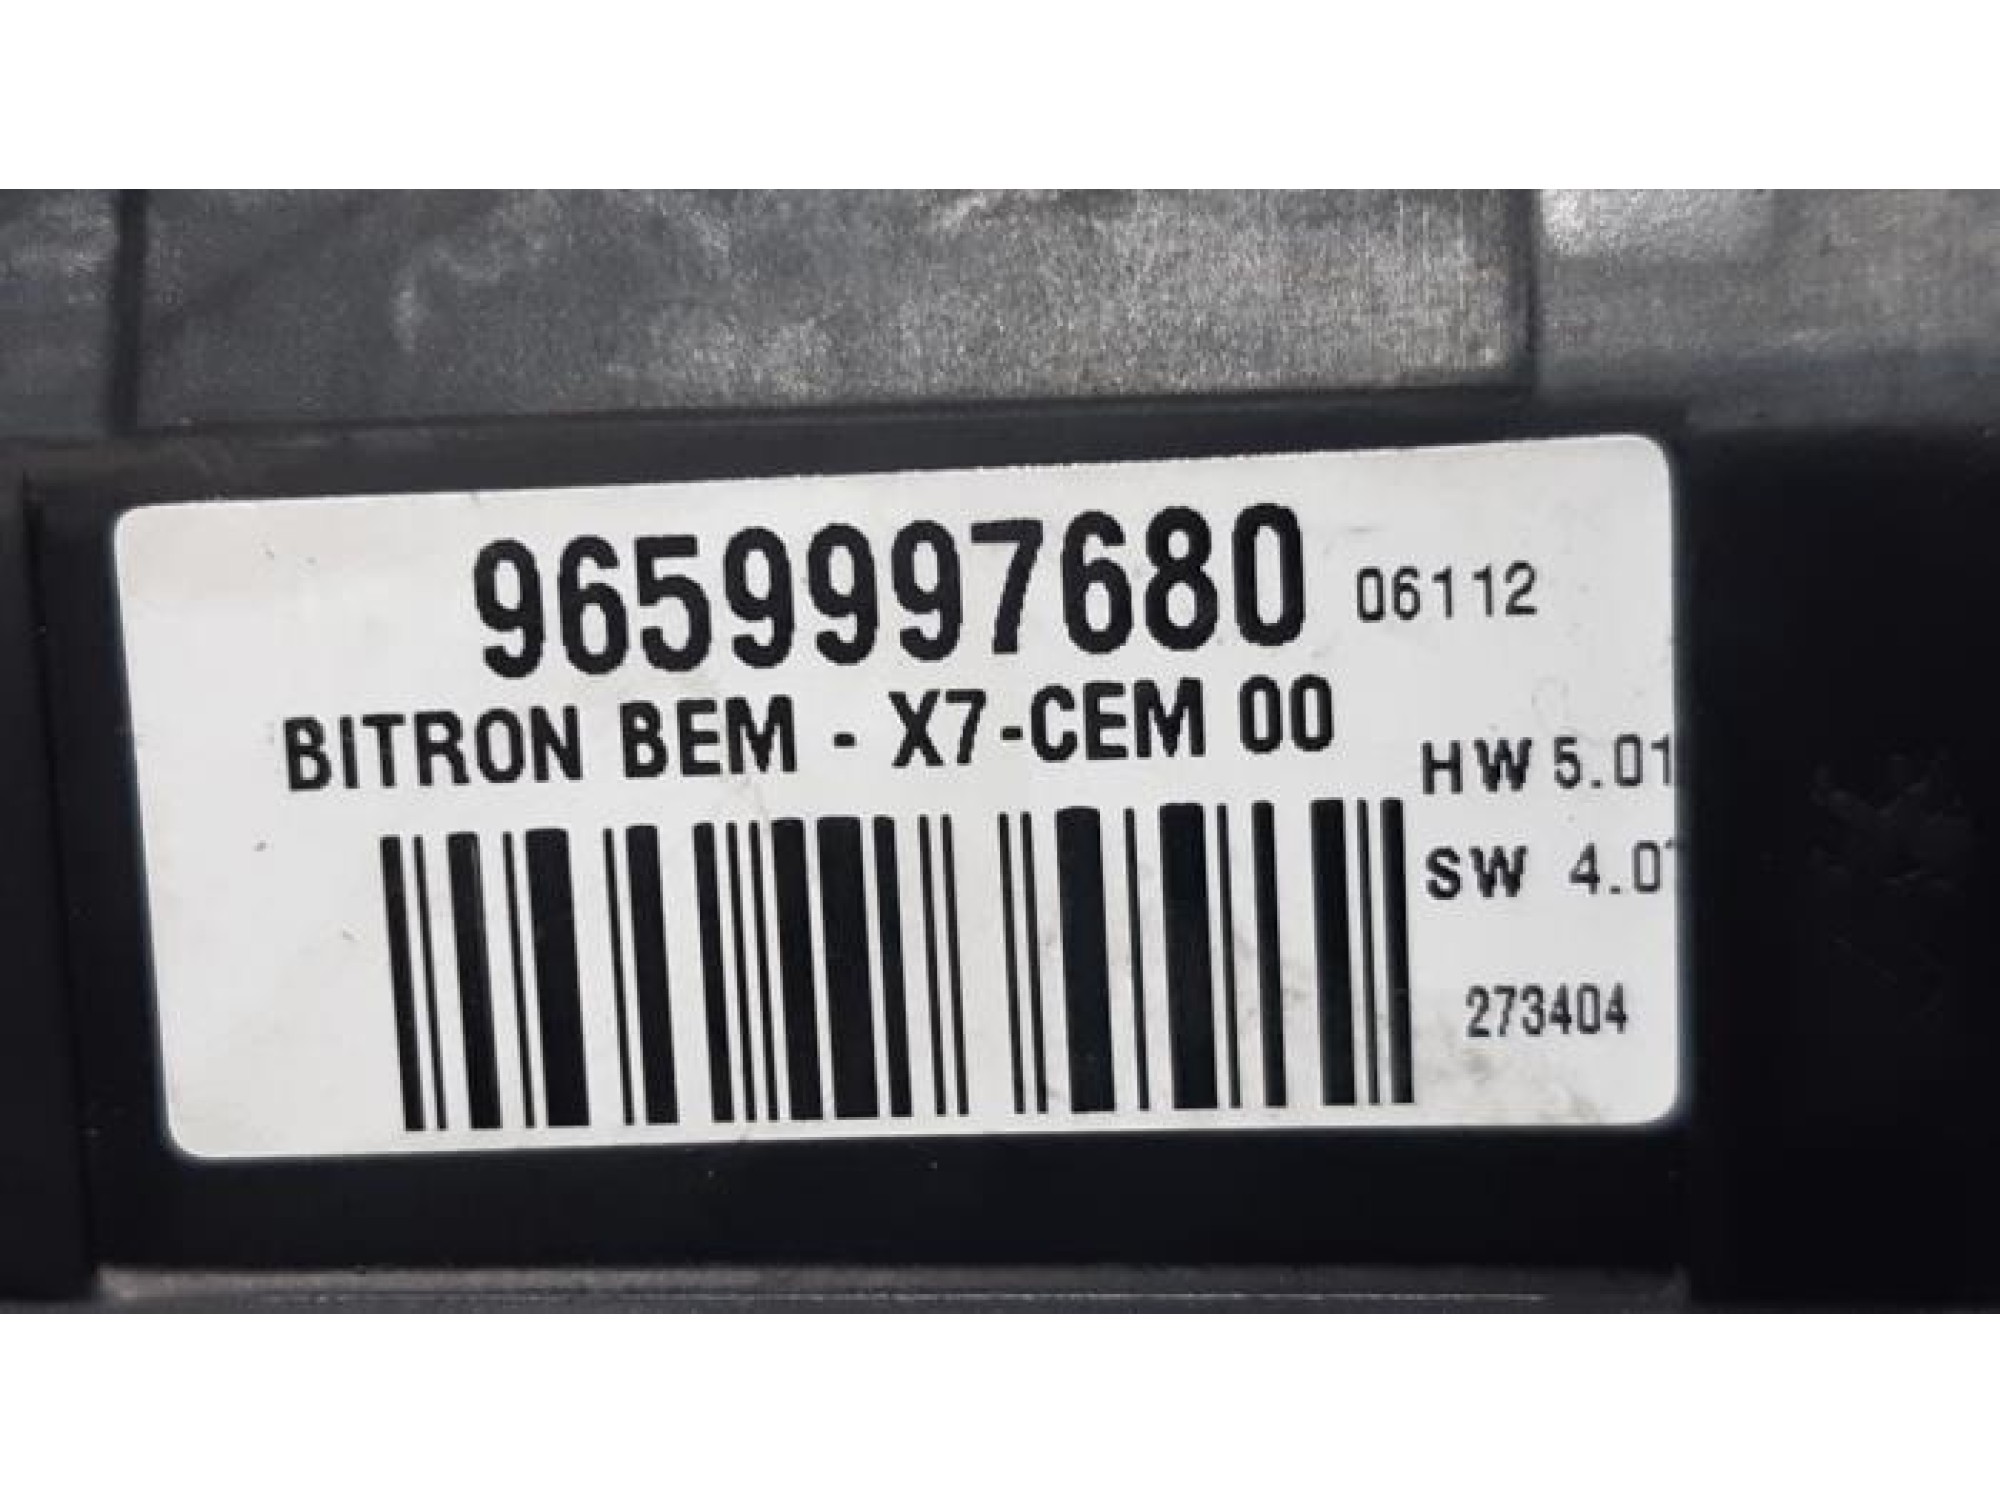 9659997680 06112
BITRON BEM - X7-CEM 00
HW 5.01
SW 4.0
273404